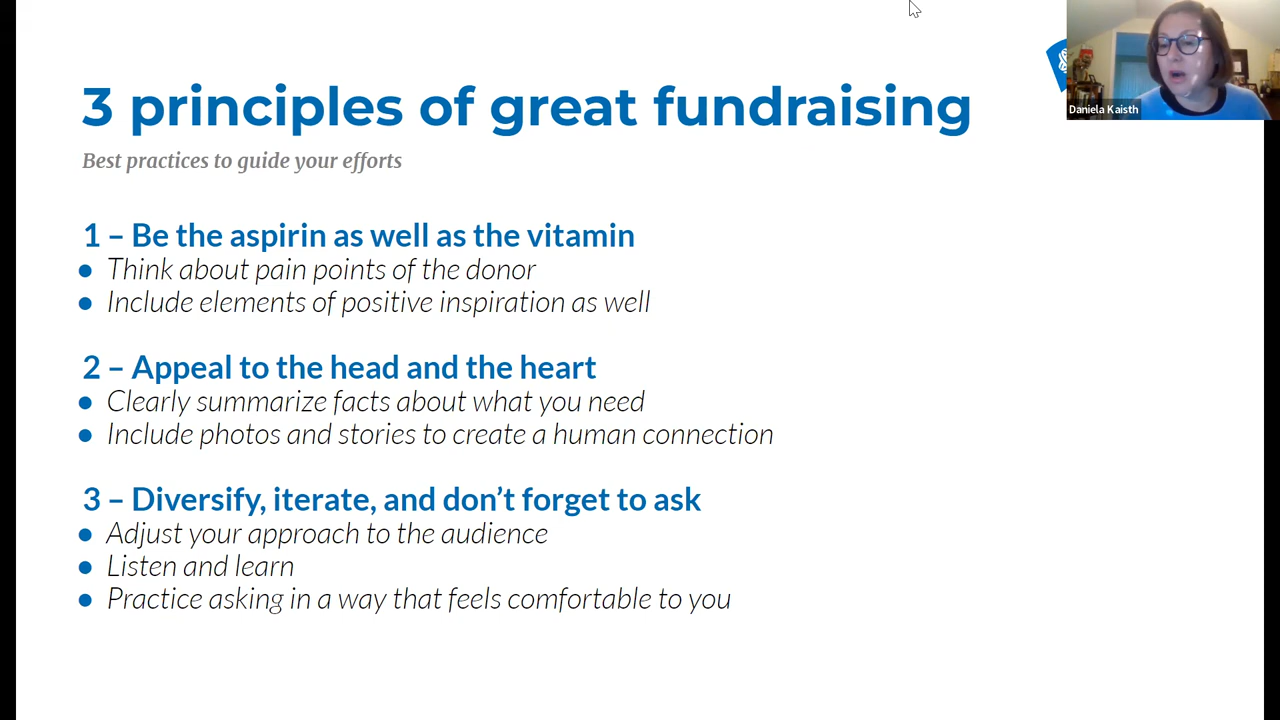 3 principles of great fundraising
Daniela Kaisth
Best practices to guide your efforts
1 – Be the aspirin as well as the vitamin
● Think about pain points of the donor
● Include elements of positive inspiration as well
2 – Appeal to the head and the heart
● Clearly summarize facts about what you need
● Include photos and stories to create a human connection
3 – Diversify, iterate, and don’t forget to ask
● Adjust your approach to the audience
● Listen and learn
● Practice asking in a way that feels comfortable to you